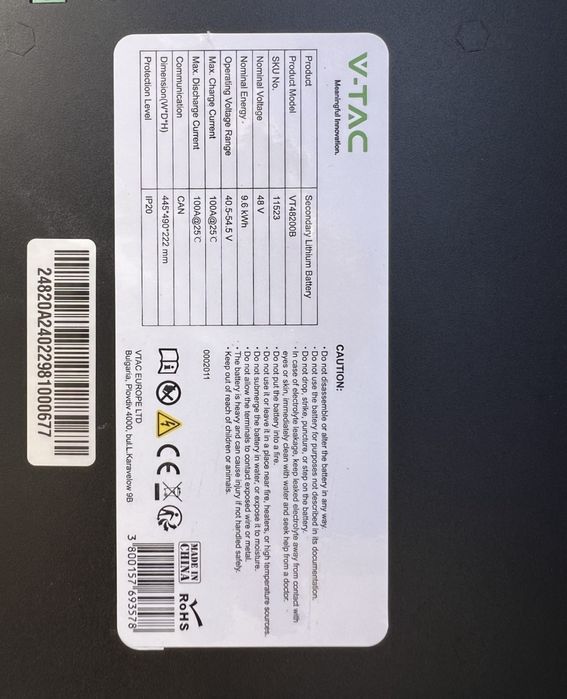 V-TAC
Meaningful Innovation.
Product Secondary Lithium Battery
Product Model VT48200B
SKU No. 11523
Nominal Voltage 48 V
Nominal Energy 9.6 kWh
Operating Voltage Range 40.5-54.5 V
Max. Charge Current 100A@25℃
Max. Discharge Current 100A@25℃
Communication CAN
Dimension(W*D*H) 445*490*222 mm
Protection Level IP20
CAUTION:
• Do not disassemble or alter the battery in any way.
• Do not use the battery for purposes not described in its documentation.
• Do not drop, strike, puncture, or step on the battery.
• In case of electrolyte leakage, keep leaked electrolyte away from contact with
eyes or skin, immediately clean with water and seek help from a doctor.
• Do not put the battery into a fire.
• Do not use it or leave it in a place near fire, heaters, or high temperature sources.
• Do not submerge the battery in water, or expose it to moisture.
• Do not allow the terminals to contact exposed wire or metal.
• The battery is heavy and can cause injury if not handled safely.
• Keep out of reach of children or animals.
0002011
CE
MADE IN
CHINA
RoHS
VTAC EUROPE LTD
Bulgaria, Plovdiv 4000, bul.L.Karavelow 9B
3 800157 693578
24820A24022981000677